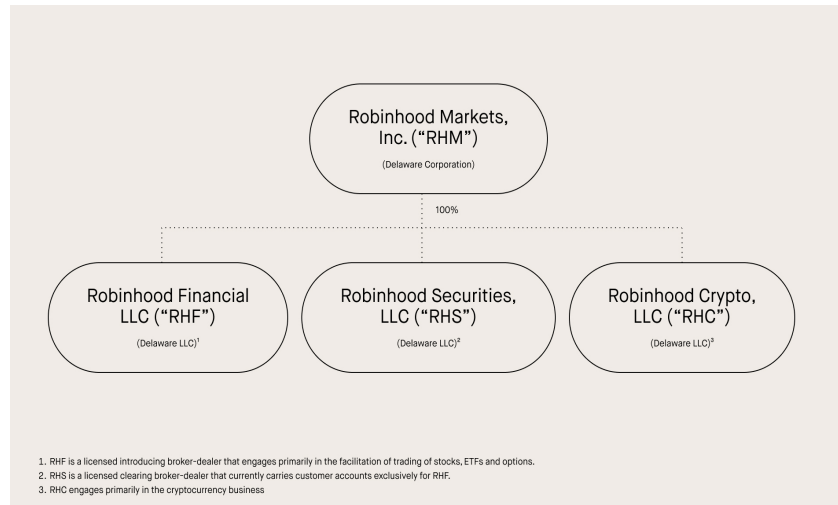 Robinhood Markets,
Inc. (“RHM”)
(Delaware Corporation)
100%
Robinhood Financial
LLC (“RHF”)
(Delaware LLC)¹
Robinhood Securities,
LLC (“RHS”)
(Delaware LLC)²
Robinhood Crypto,
LLC (“RHC”)
(Delaware LLC)³
1. RHF is a licensed introducing broker-dealer that engages primarily in the facilitation of trading of stocks, ETFs and options.
2. RHS is a licensed clearing broker-dealer that currently carries customer accounts exclusively for RHF.
3. RHC engages primarily in the cryptocurrency business